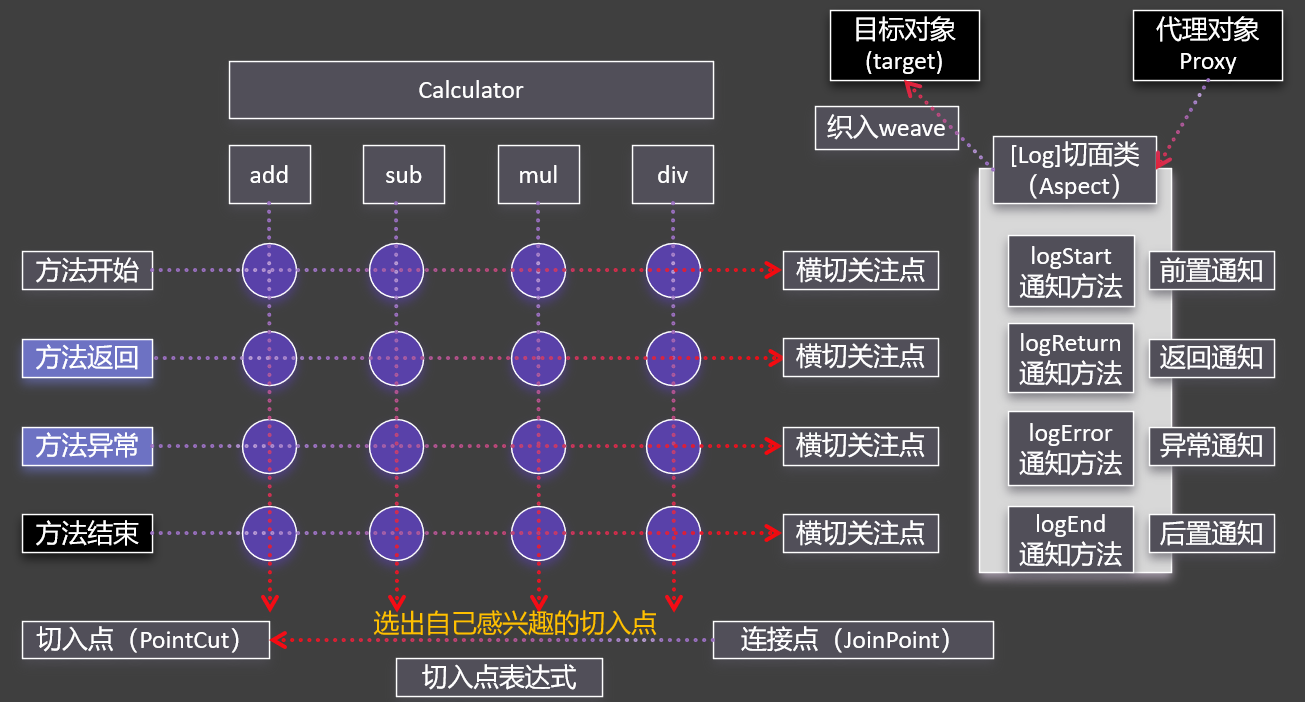 目标对象
(target)
代理对象
Proxy
Calculator
织入weave
[Log]切面类
（Aspect）
add
sub
mul
div
方法开始
横切关注点
logStart
通知方法
前置通知
方法返回
横切关注点
logReturn
通知方法
返回通知
方法异常
横切关注点
logError
通知方法
异常通知
方法结束
横切关注点
logEnd
通知方法
后置通知
选出自己感兴趣的切入点
切入点（PointCut）
连接点（JoinPoint）
切入点表达式